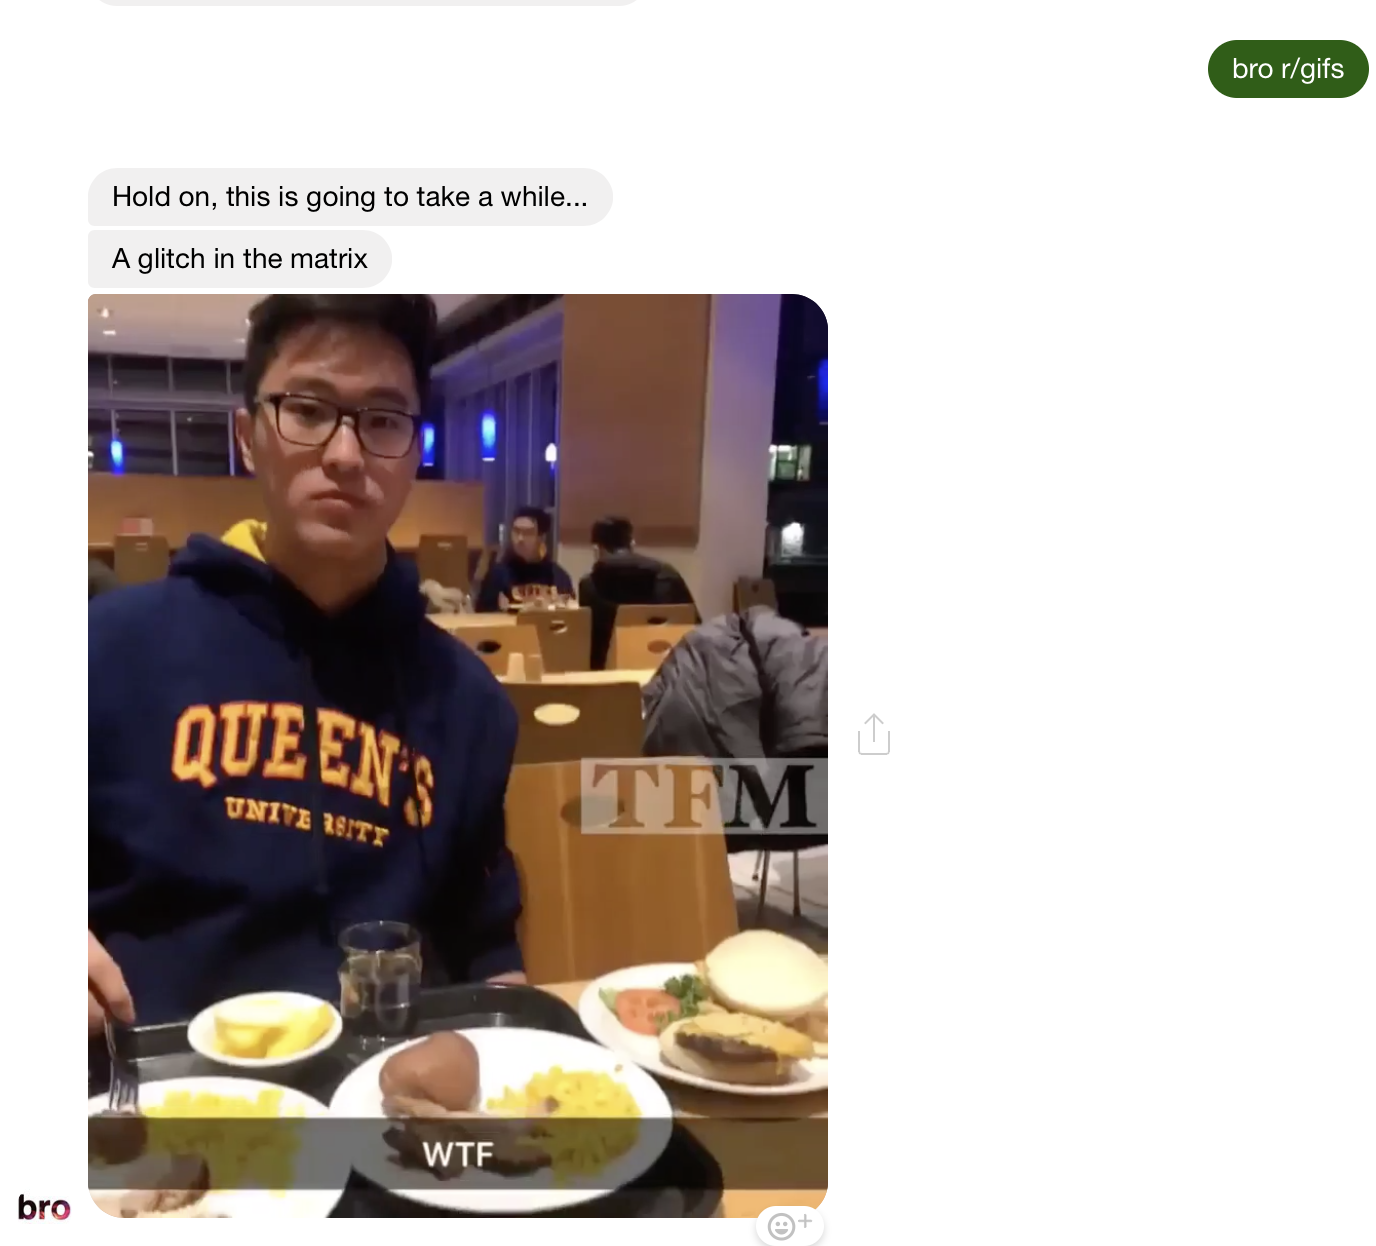 bro r/gifs
Hold on, this is going to take a while...
A glitch in the matrix
QUEEN'S
UNIVERSITY
QUEEN'S
TFM
WTF
bro